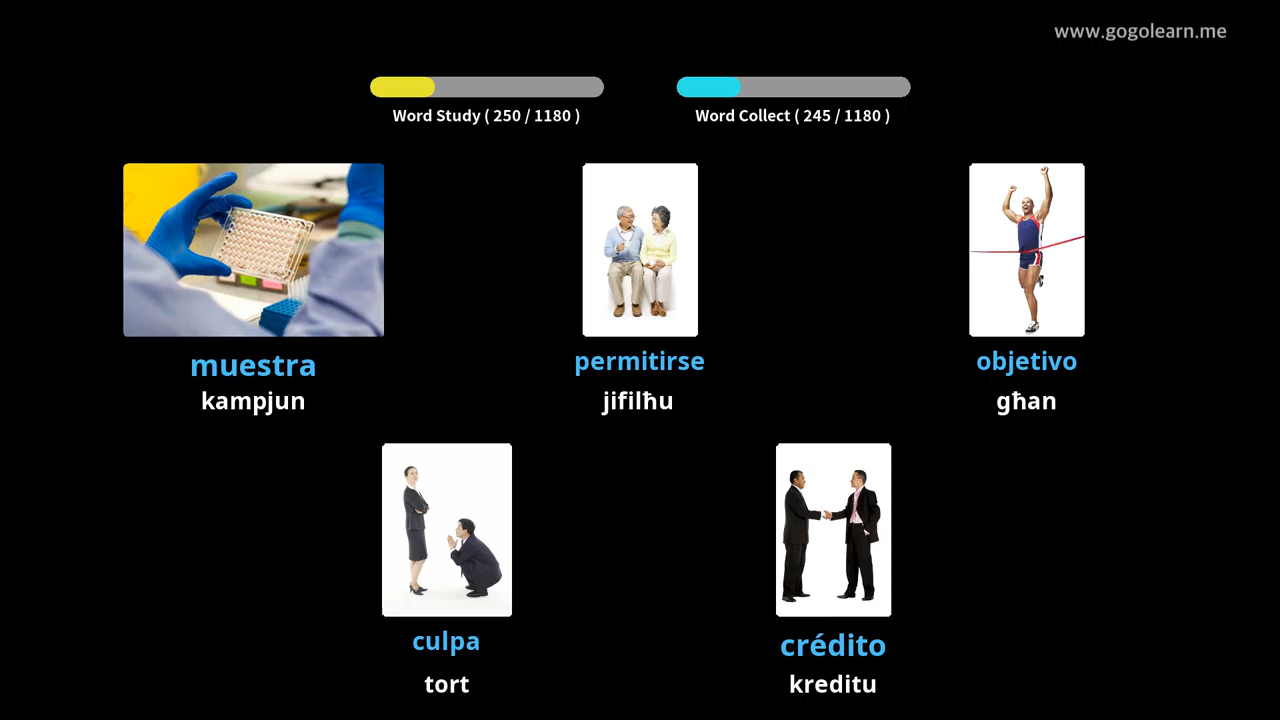 www.gogolearn.me
Word Study ( 250 / 1180 )
Word Collect ( 245 / 1180 )
muestra
kampjun
permitirse
jifilħu
objetivo
għan
culpa
tort
crédito
kreditu